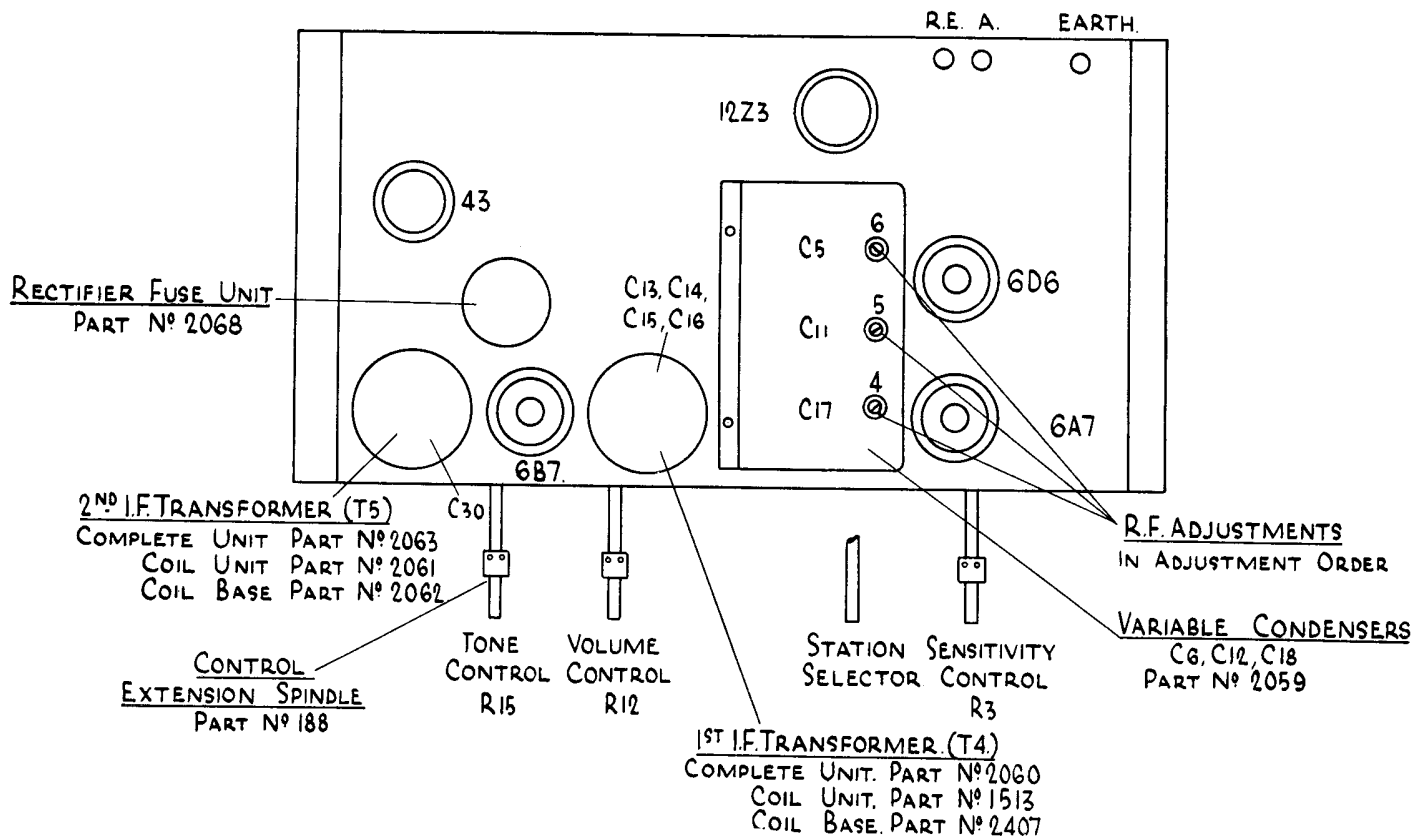 R.E. A. EARTH.
12Z3
43
6
C5
6D6
RECTIFIER FUSE UNIT
PART Nº 2068
C13, C14,
C15, C16
5
C11
4
C17
6A7
6B7.
2ND I.F. TRANSFORMER (T5)
COMPLETE UNIT PART Nº 2063
COIL UNIT PART Nº 2061
COIL BASE PART Nº 2062
C30
R.F. ADJUSTMENTS
IN ADJUSTMENT ORDER
CONTROL
EXTENSION SPINDLE
PART Nº 188
TONE
CONTROL
R15
VOLUME
CONTROL
R12
STATION
SELECTOR
SENSITIVITY
CONTROL
R3
VARIABLE CONDENSERS
C6, C12, C18
PART Nº 2059
1ST I.F. TRANSFORMER. (T4.)
COMPLETE UNIT. PART Nº 2060
COIL UNIT. PART Nº 1513
COIL BASE. PART Nº 2407